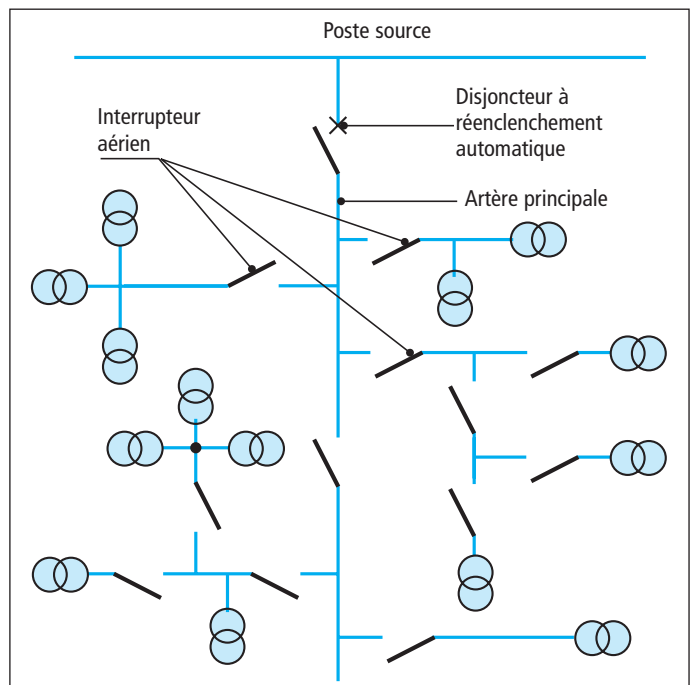 Poste source
Interrupteur
aérien
Disjoncteur à
réenclenchement
automatique
Artère principale